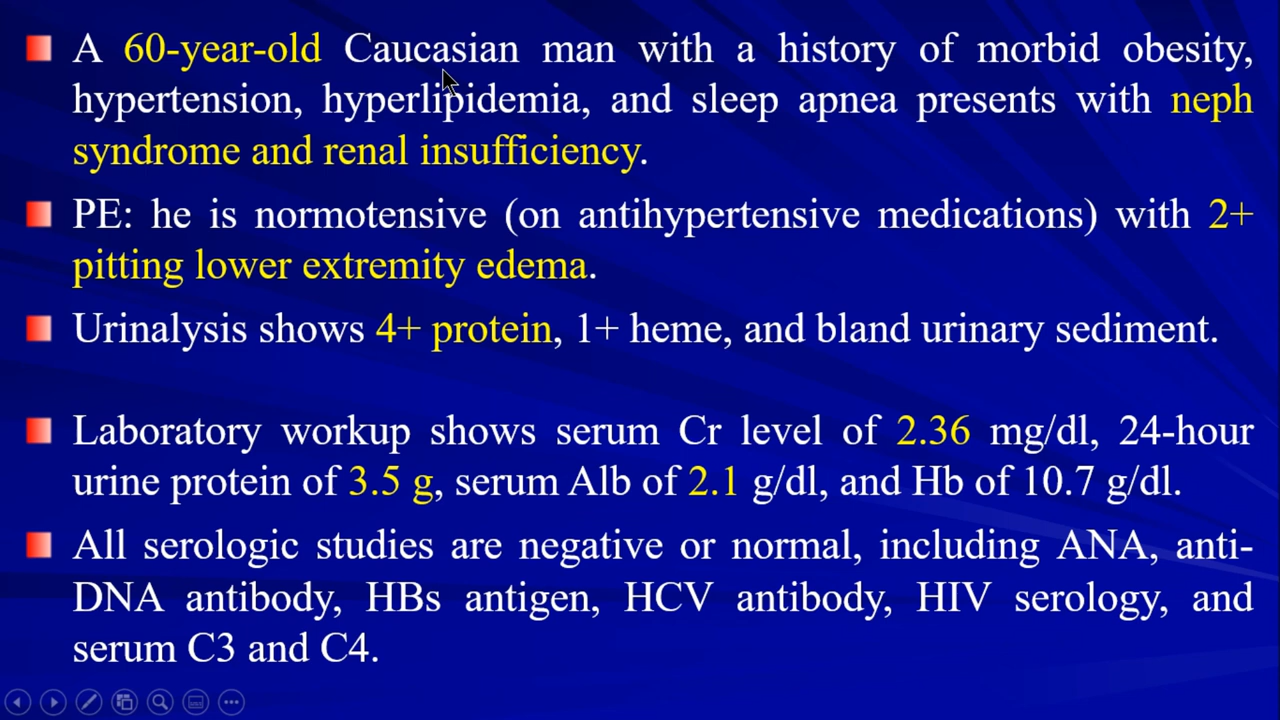 A 60-year-old Caucasian man with a history of morbid obesity,
hypertension, hyperlipidemia, and sleep apnea presents with neph
syndrome and renal insufficiency.
PE: he is normotensive (on antihypertensive medications) with 2+
pitting lower extremity edema.
Urinalysis shows 4+ protein, 1+ heme, and bland urinary sediment.
Laboratory workup shows serum Cr level of 2.36 mg/dl, 24-hour
urine protein of 3.5 g, serum Alb of 2.1 g/dl, and Hb of 10.7 g/dl.
All serologic studies are negative or normal, including ANA, anti-
DNA antibody, HBs antigen, HCV antibody, HIV serology, and
serum C3 and C4.